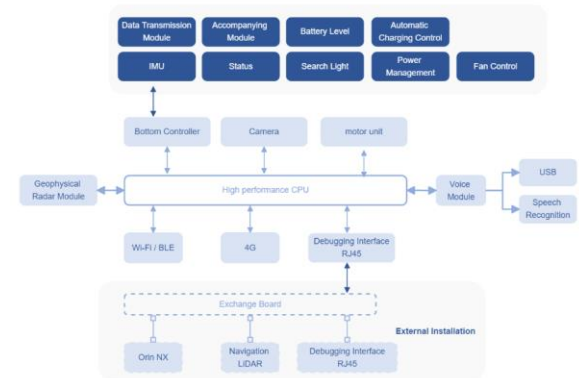 Data Transmission
Module
Accompanying
Module
Battery Level
Automatic
Charging Control
IMU
Status
Search Light
Power
Management
Fan Control
Bottom Controller
Camera
motor unit
Geophysical
Radar Module
High performance CPU
Voice
Module
USB
Speech
Recognition
Wi-Fi / BLE
4G
Debugging Interface
RJ45
Exchange Board
External Installation
Orin NX
Navigation
LiDAR
Debugging Interface
RJ45